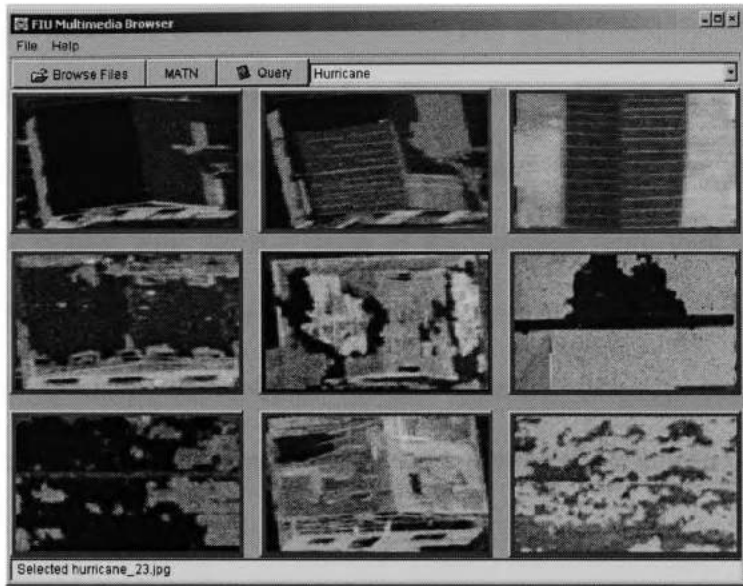 FIU Multimedia Browser
File Help
Browse Files MATN Query Hurricane
Selected hurricane_23.jpg